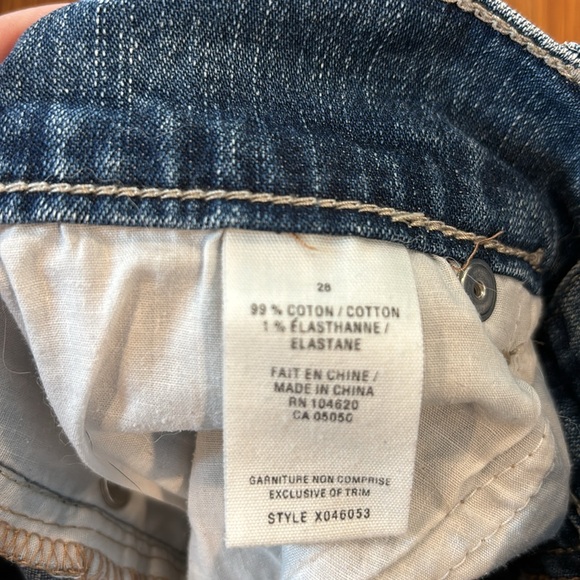 28
99 % COTON / COTTON
1 % ÉLASTHANNE /
ELASTANE
FAIT EN CHINE /
MADE IN CHINA
RN 104620
CA 05050
GARNITURE NON COMPRISE
EXCLUSIVE OF TRIM
STYLE X046053